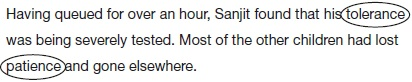 Having queued for over an hour, Sanjit found that his tolerance
was being severely tested. Most of the other children had lost
patience and gone elsewhere.